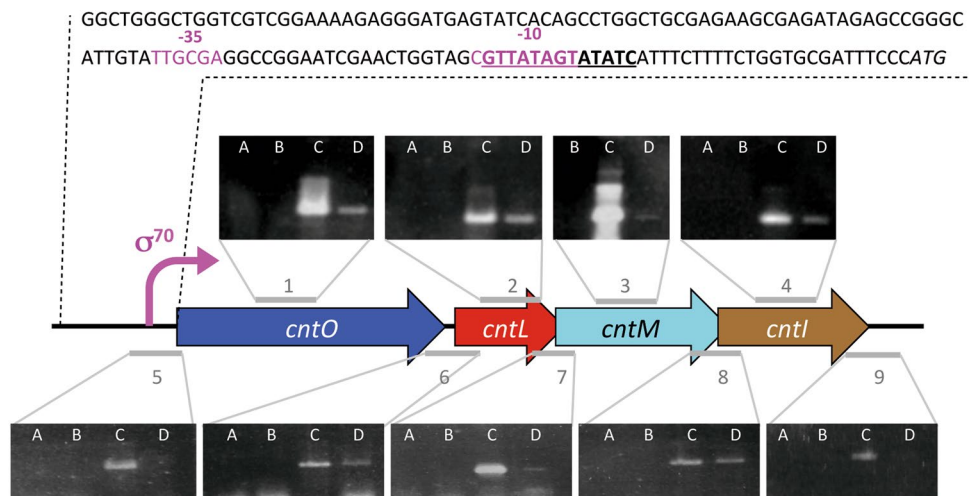 GGCTGGGCTGGTCGTCGGAAAAGAGGGATGAGTATCACAGCCTGGCTGCGAGAAGCGAGATAGAGCCGGGC
-35 -10
ATTGTATTGCGAGGCCGGAATCGAACTGGTAGCGTTATAGTATATCATTTCTTTTCTGGTGCGATTTCCCATG
A B C D A B C D B C D A B C D
σ70
1 2 3 4
cntO cntL cntM cntI
5 6 7 8 9
A B C D A B C D A B C D A B C D A B C D